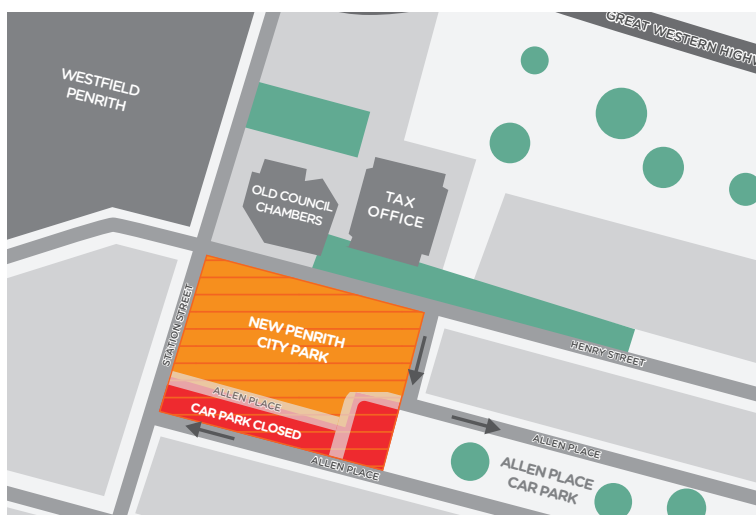 GREAT WESTERN HIGHW
WESTFIELD
PENRITH
OLD COUNCIL
CHAMBERS
TAX
OFFICE
STATION STREET
NEW PENRITH
CITY PARK
HENRY STREET
ALLEN PLACE
CAR PARK CLOSED
ALLEN PLACE
ALLEN PLACE
ALLEN PLACE
CAR PARK